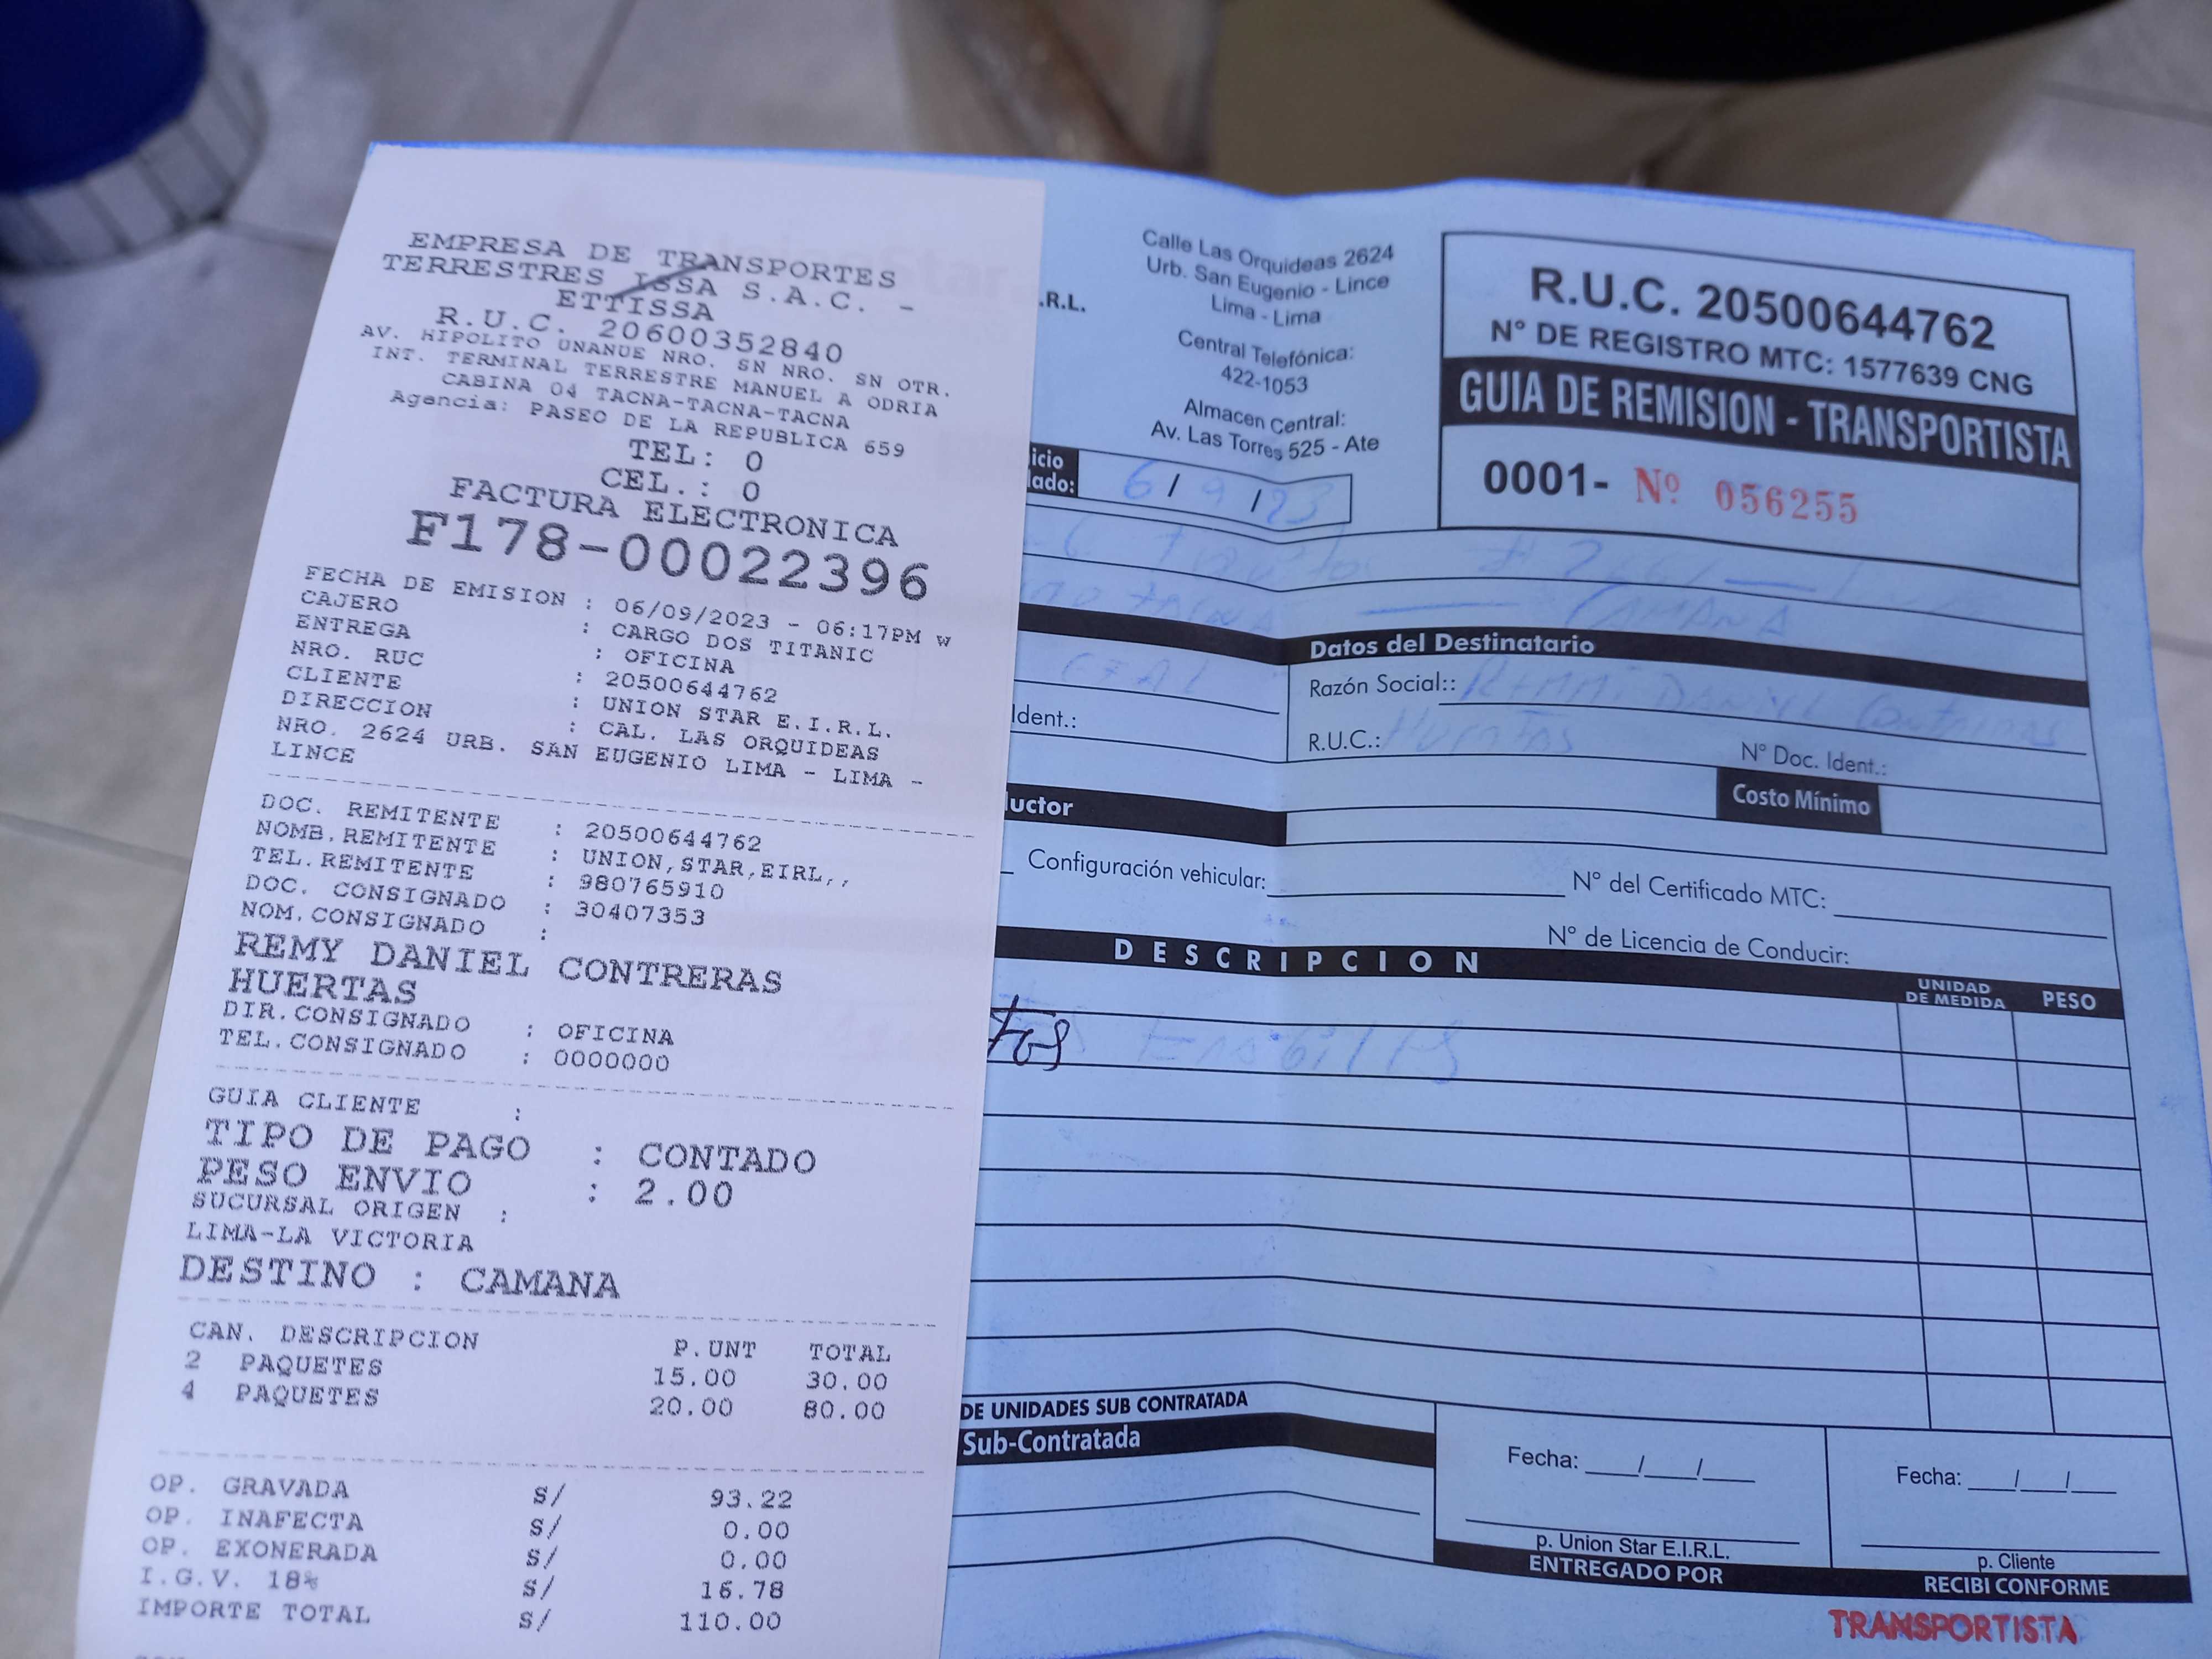 EMPRESA DE TRANSPORTES
TERRESTRES ISSA S.A.C. -
ETTISSA
R.U.C. 20600352840
AV. HIPOLITO UNANUE NRO. SN NRO. SN OTR.
INT. TERMINAL TERRESTRE MANUEL A ODRIA
CABINA 04 TACNA-TACNA-TACNA
Agencia: PASEO DE LA REPUBLICA 659
TEL: 0
CEL.: 0
FACTURA ELECTRONICA
F178-00022396
FECHA DE EMISION : 06/09/2023 - 06:17PM w
CAJERO : CARGO DOS TITANIC
ENTREGA : OFICINA
NRO. RUC : 20500644762
CLIENTE : UNION STAR E.I.R.L.
DIRECCION : CAL. LAS ORQUIDEAS
NRO. 2624 URB. SAN EUGENIO LIMA - LIMA -
LINCE
DOC. REMITENTE : 20500644762
NOMB.REMITENTE : UNION,STAR,EIRL,,
TEL.REMITENTE : 980765910
DOC. CONSIGNADO : 30407353
NOM.CONSIGNADO :
REMY DANIEL CONTRERAS
HUERTAS
DIR.CONSIGNADO : OFICINA
TEL.CONSIGNADO : 0000000
GUIA CLIENTE :
TIPO DE PAGO : CONTADO
PESO ENVIO : 2.00
SUCURSAL ORIGEN :
LIMA-LA VICTORIA
DESTINO : CAMANA
CAN. DESCRIPCION P.UNT TOTAL
2 PAQUETES 15.00 30.00
4 PAQUETES 20.00 80.00
OP. GRAVADA S/ 93.22
OP. INAFECTA S/ 0.00
OP. EXONERADA S/ 0.00
I.G.V. 18% S/ 16.78
IMPORTE TOTAL S/ 110.00
.R.L.
Calle Las Orquideas 2624
Urb. San Eugenio - Lince
Lima - Lima
Central Telefónica:
422-1053
Almacen Central:
Av. Las Torres 525 - Ate
R.U.C. 20500644762
N° DE REGISTRO MTC: 1577639 CNG
GUIA DE REMISION - TRANSPORTISTA
0001- Nº 056255
icio
lado: 6/9/23
CAMANA
Datos del Destinatario
Razón Social:: Remmi Daniel Contreras
Ident.:
R.U.C.: Huertas N° Doc. Ident.:
Costo Mínimo
uctor
Configuración vehicular: N° del Certificado MTC:
N° de Licencia de Conducir:
DESCRIPCION UNIDAD DE MEDIDA PESO
DE UNIDADES SUB CONTRATADA
Sub-Contratada
Fecha: / / Fecha: / /
p. Union Star E.I.R.L. p. Cliente
ENTREGADO POR RECIBI CONFORME
TRANSPORTISTA